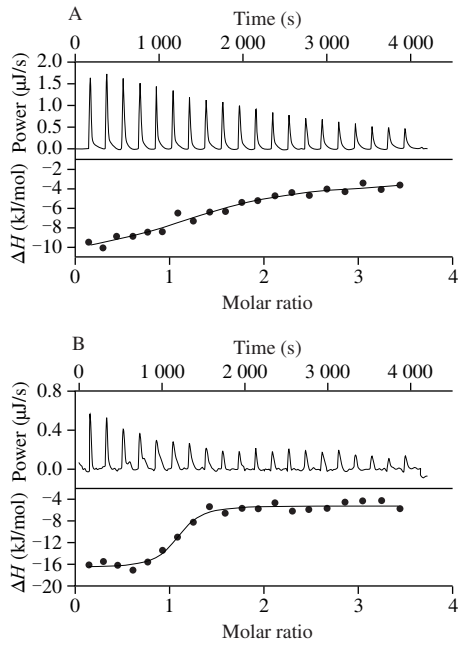 A
Time (s)
0 1 000 2 000 3 000 4 000
Power (μJ/s)
2.0
1.5
1.0
0.5
0.0
ΔH (kJ/mol)
−2
−4
−6
−8
−10
0 1 2 3 4
Molar ratio
B
Time (s)
0 1 000 2 000 3 000 4 000
Power (μJ/s)
0.8
0.4
0.0
ΔH (kJ/mol)
−4
−8
−12
−16
−20
0 1 2 3 4
Molar ratio